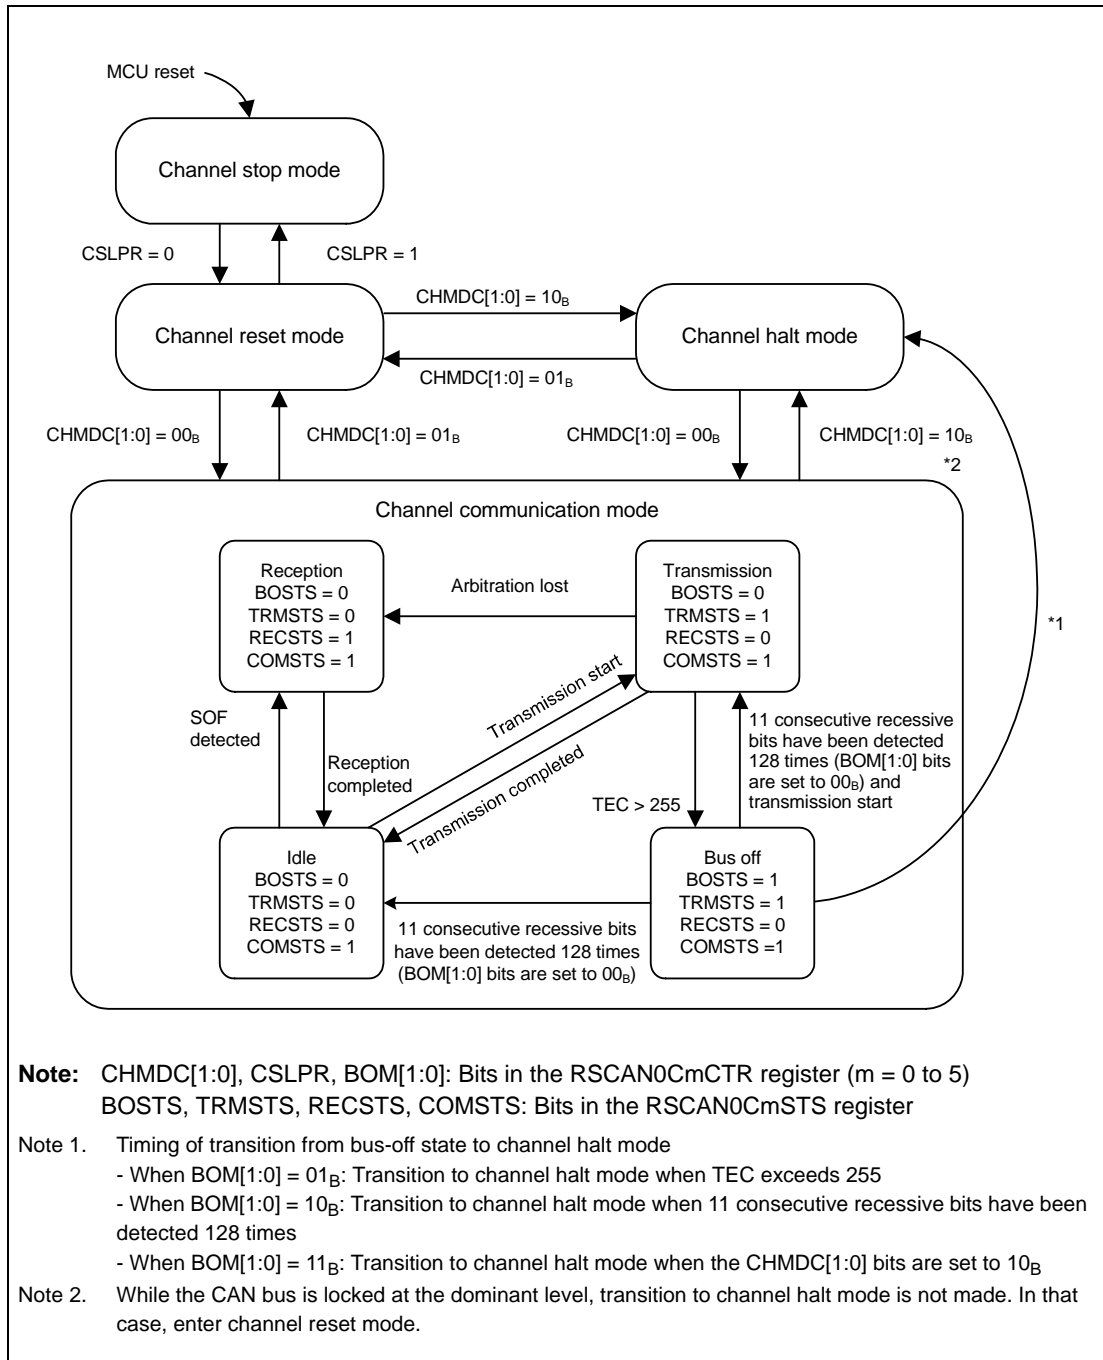 MCU reset
Channel stop mode
CSLPR = 0
CSLPR = 1
CHMDC[1:0] = 10B
Channel reset mode
Channel halt mode
CHMDC[1:0] = 01B
CHMDC[1:0] = 00B
CHMDC[1:0] = 01B
CHMDC[1:0] = 00B
CHMDC[1:0] = 10B
*2
Channel communication mode
Reception
BOSTS = 0
TRMSTS = 0
RECSTS = 1
COMSTS = 1
Arbitration lost
Transmission
BOSTS = 0
TRMSTS = 1
RECSTS = 0
COMSTS = 1
*1
SOF
detected
Reception
completed
Transmission start
Transmission completed
TEC > 255
11 consecutive recessive
bits have been detected
128 times (BOM[1:0] bits
are set to 00B) and
transmission start
Idle
BOSTS = 0
TRMSTS = 0
RECSTS = 0
COMSTS = 1
11 consecutive recessive bits
have been detected 128 times
(BOM[1:0] bits are set to 00B)
Bus off
BOSTS = 1
TRMSTS = 1
RECSTS = 0
COMSTS =1
Note: CHMDC[1:0], CSLPR, BOM[1:0]: Bits in the RSCAN0CmCTR register (m = 0 to 5)
BOSTS, TRMSTS, RECSTS, COMSTS: Bits in the RSCAN0CmSTS register
Note 1. Timing of transition from bus-off state to channel halt mode
- When BOM[1:0] = 01B: Transition to channel halt mode when TEC exceeds 255
- When BOM[1:0] = 10B: Transition to channel halt mode when 11 consecutive recessive bits have been
detected 128 times
- When BOM[1:0] = 11B: Transition to channel halt mode when the CHMDC[1:0] bits are set to 10B
Note 2. While the CAN bus is locked at the dominant level, transition to channel halt mode is not made. In that
case, enter channel reset mode.